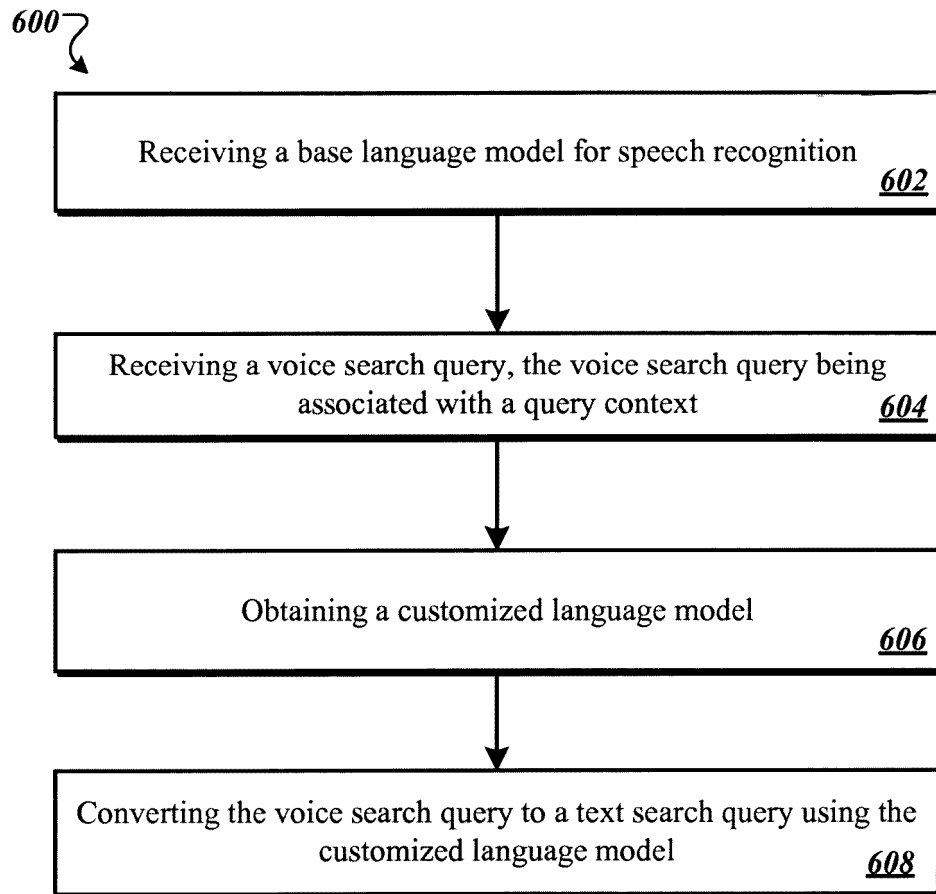 600
Receiving a base language model for speech recognition
602
Receiving a voice search query, the voice search query being
associated with a query context
604
Obtaining a customized language model
606
Converting the voice search query to a text search query using the
customized language model
608